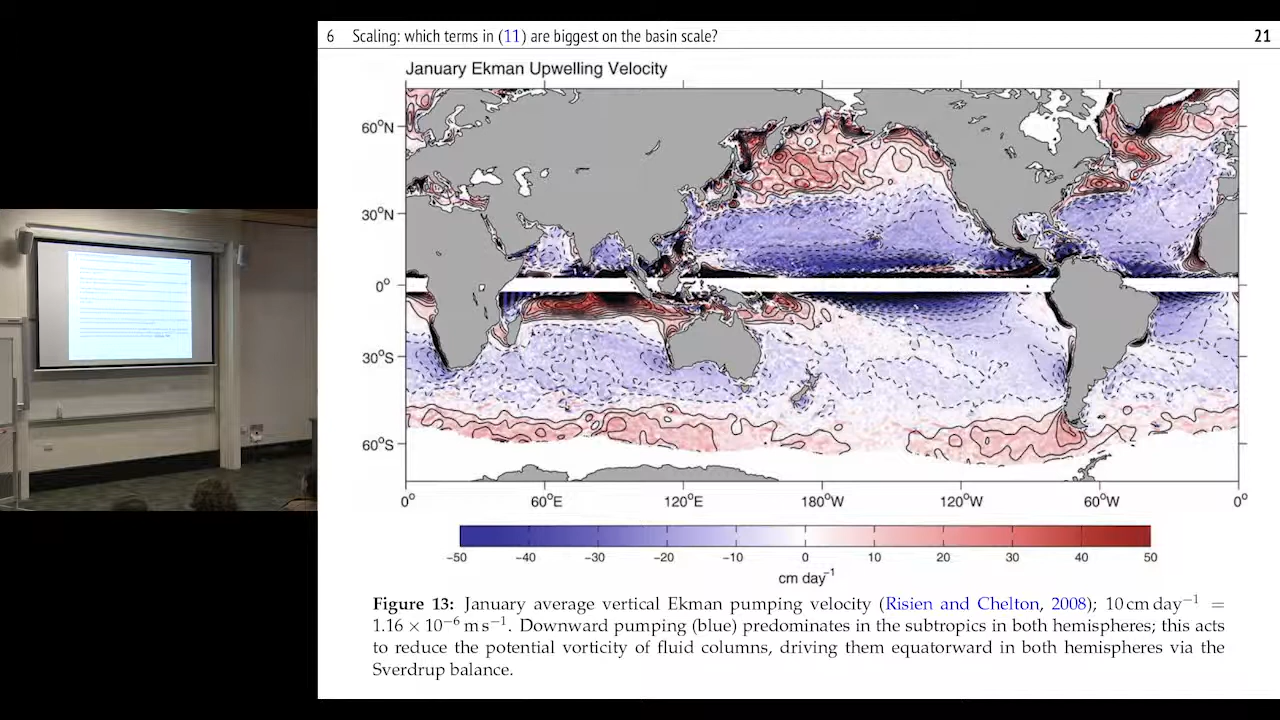 6 Scaling: which terms in (11) are biggest on the basin scale? 21
January Ekman Upwelling Velocity
60°N
30°N
0°
30°S
60°S
0° 60°E 120°E 180°W 120°W 60°W 0°
−50 −40 −30 −20 −10 0 10 20 30 40 50
cm day⁻¹
Figure 13: January average vertical Ekman pumping velocity (Risien and Chelton, 2008); 10 cm day⁻¹ =
1.16 × 10⁻⁶ m s⁻¹. Downward pumping (blue) predominates in the subtropics in both hemispheres; this acts
to reduce the potential vorticity of fluid columns, driving them equatorward in both hemispheres via the
Sverdrup balance.